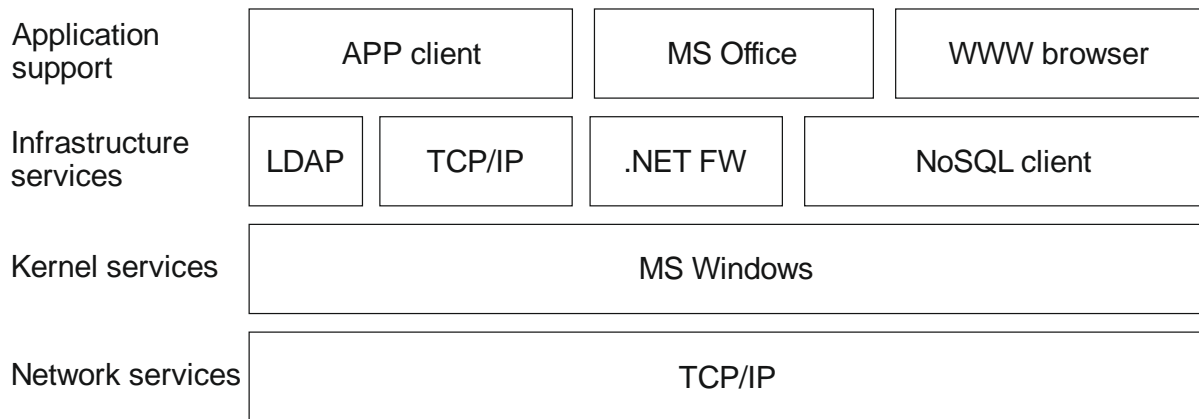 Application
support
APP client
MS Office
WWW browser
Infrastructure
services
LDAP
TCP/IP
.NET FW
NoSQL client
Kernel services
MS Windows
Network services
TCP/IP